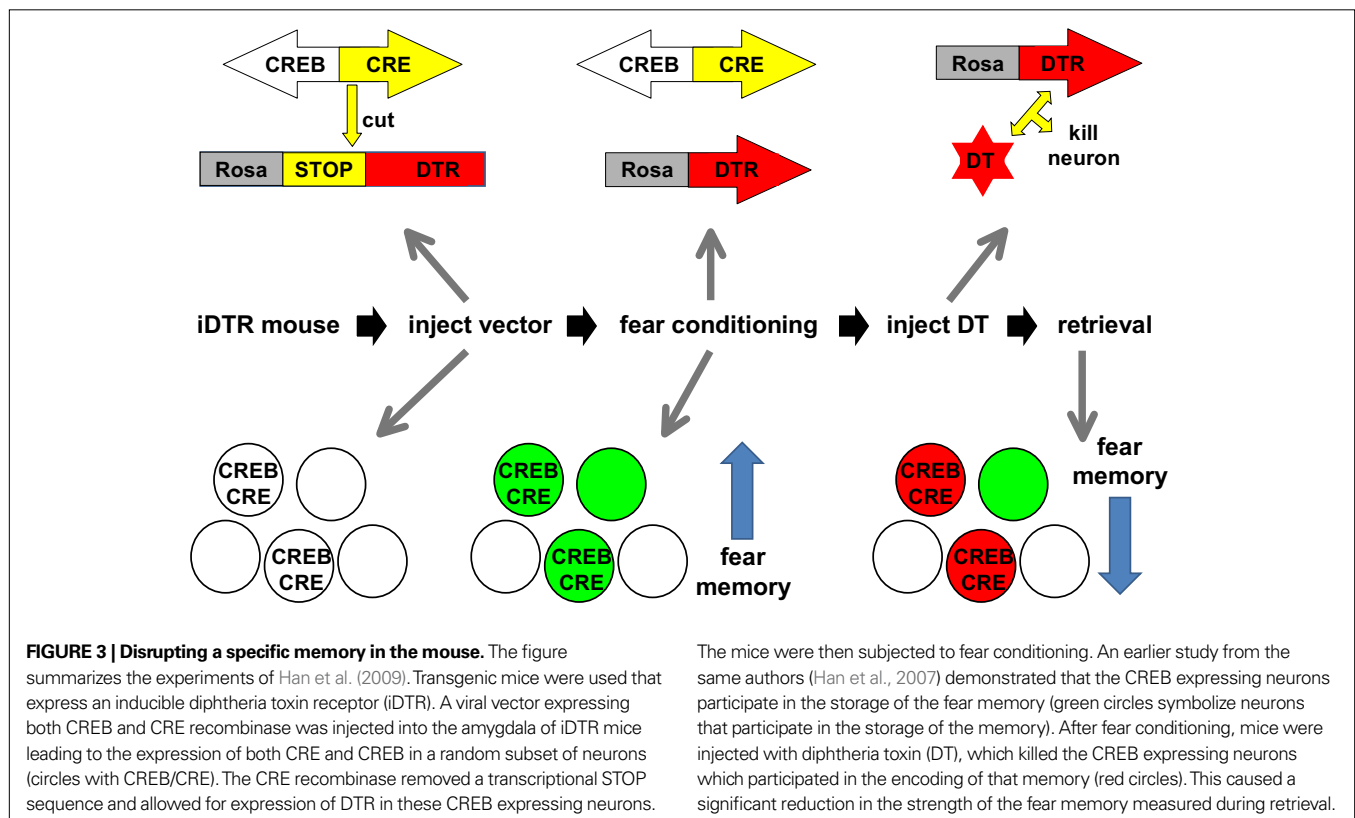 CREB CRE
cut
Rosa STOP DTR
CREB CRE
Rosa DTR
Rosa DTR
DT
kill
neuron
iDTR mouse inject vector fear conditioning inject DT retrieval
CREB
CRE
CREB
CRE
CREB
CRE
CREB
CRE
fear
memory
CREB
CRE
CREB
CRE
fear
memory
FIGURE 3 | Disrupting a specific memory in the mouse. The figure
summarizes the experiments of Han et al. (2009). Transgenic mice were used that
express an inducible diphtheria toxin receptor (iDTR). A viral vector expressing
both CREB and CRE recombinase was injected into the amygdala of iDTR mice
leading to the expression of both CRE and CREB in a random subset of neurons
(circles with CREB/CRE). The CRE recombinase removed a transcriptional STOP
sequence and allowed for expression of DTR in these CREB expressing neurons.
The mice were then subjected to fear conditioning. An earlier study from the
same authors (Han et al., 2007) demonstrated that the CREB expressing neurons
participate in the storage of the fear memory (green circles symbolize neurons
that participate in the storage of the memory). After fear conditioning, mice were
injected with diphtheria toxin (DT), which killed the CREB expressing neurons
which participated in the encoding of that memory (red circles). This caused a
significant reduction in the strength of the fear memory measured during retrieval.